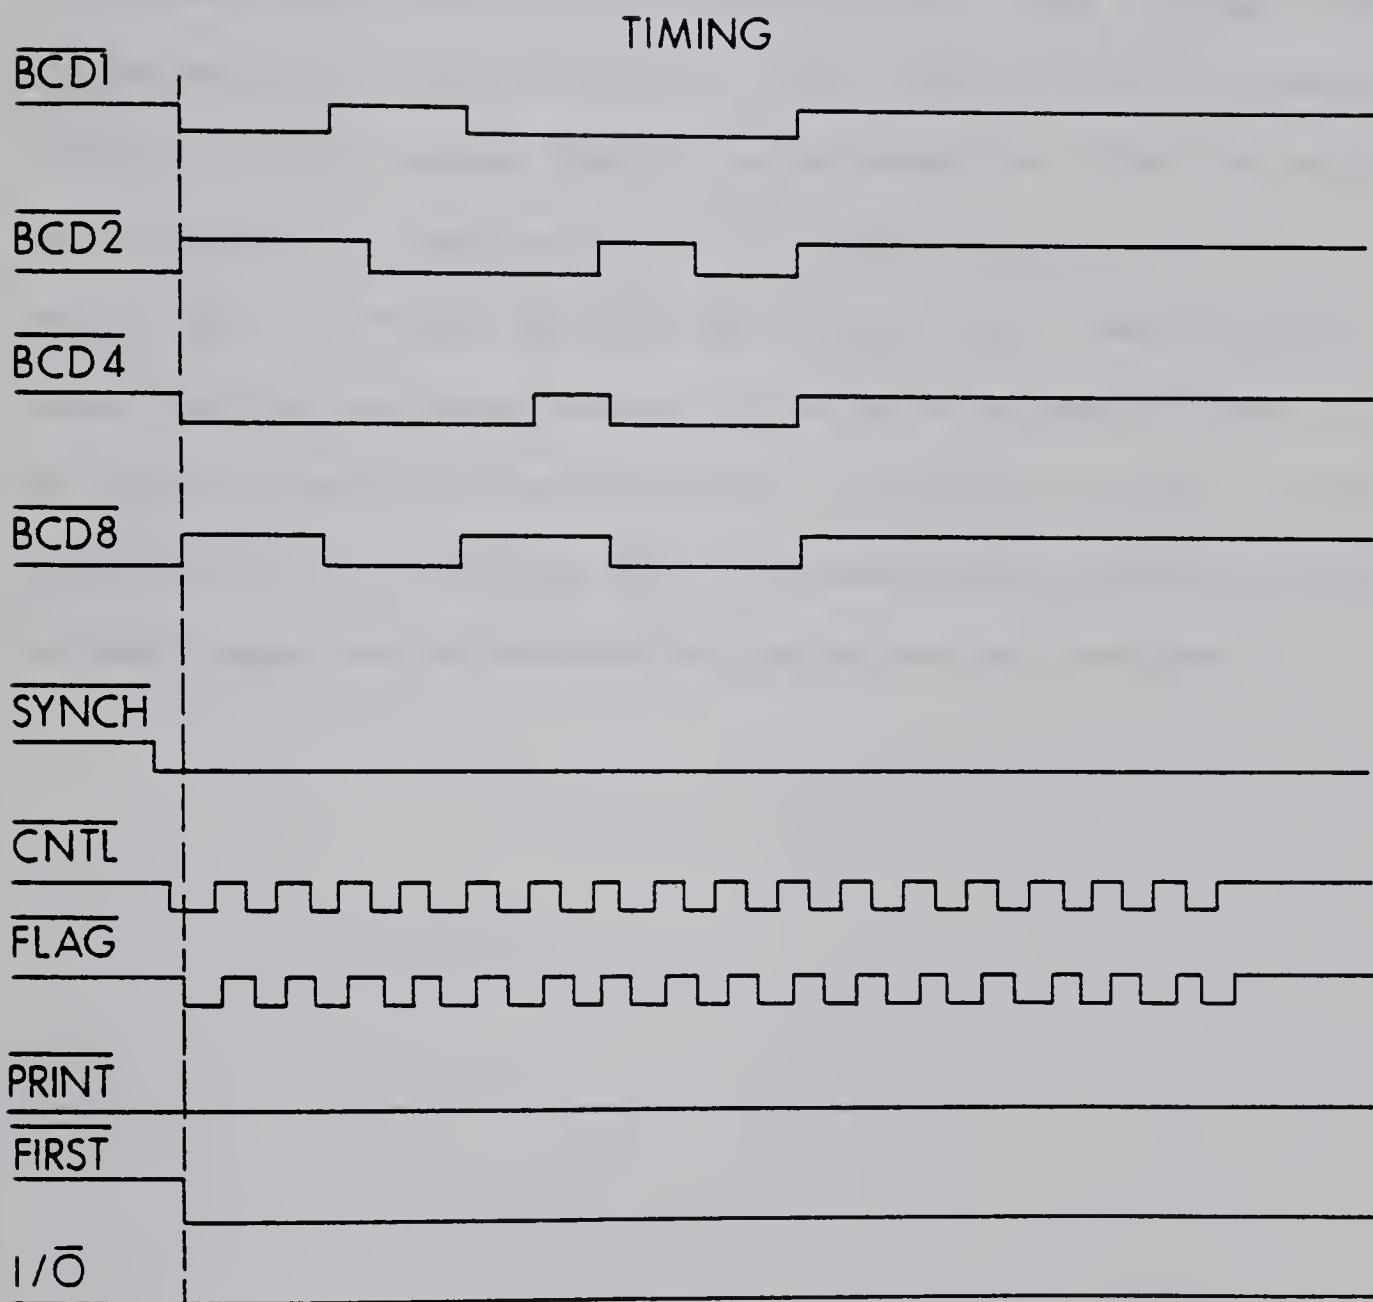 TIMING
BCD1
BCD2
BCD4
BCD8
SYNCH
CNTL
FLAG
PRINT
FIRST
I/O